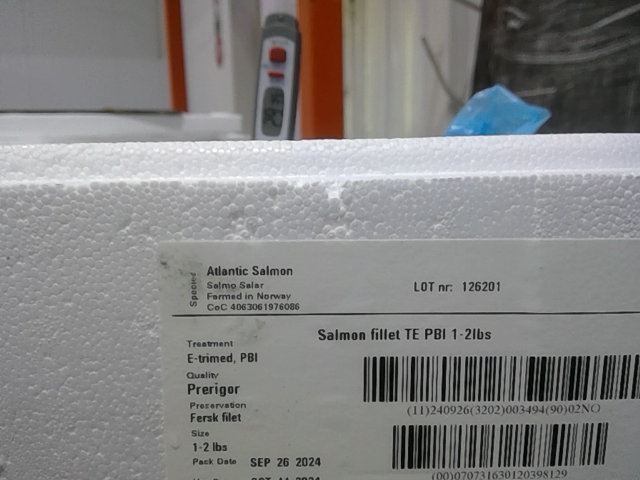 Species
Atlantic Salmon
Salmo Salar
Farmed in Norway
CoC 4063061976086
LOT nr: 126201
Salmon fillet TE PBI 1-2lbs
Treatment
E-trimed, PBI
Quality
Prerigor
Preservation
Fersk filet
Size
1-2 lbs
Pack Date SEP 26 2024
(11)240926(3202)003494(90)02NO
(00)070731630120398129